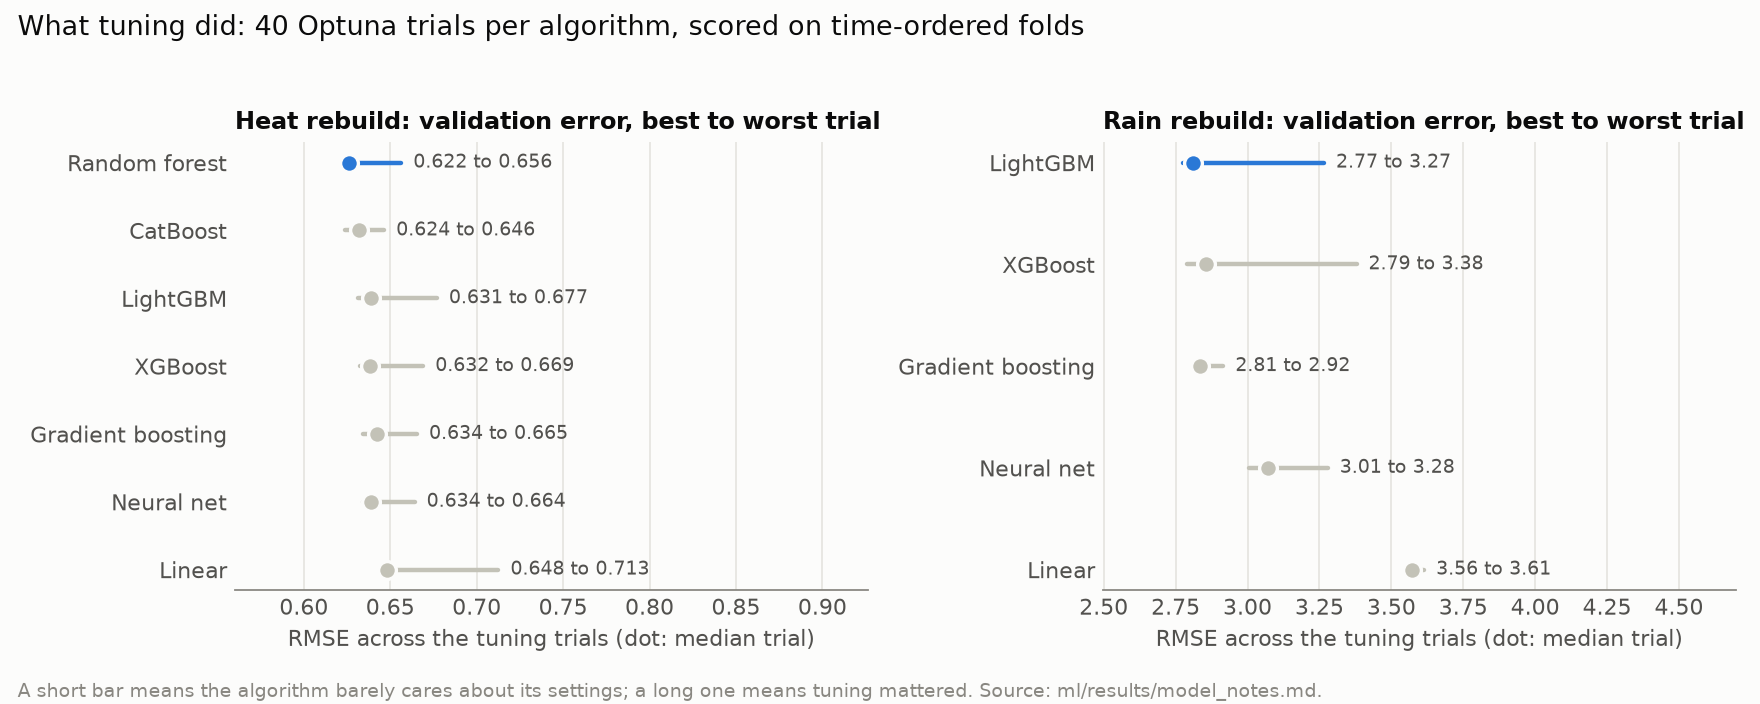 What tuning did: 40 Optuna trials per algorithm, scored on time-ordered folds
Heat rebuild: validation error, best to worst trial
Random forest 0.622 to 0.656
CatBoost 0.624 to 0.646
LightGBM 0.631 to 0.677
XGBoost 0.632 to 0.669
Gradient boosting 0.634 to 0.665
Neural net 0.634 to 0.664
Linear 0.648 to 0.713
0.60 0.65 0.70 0.75 0.80 0.85 0.90
RMSE across the tuning trials (dot: median trial)
Rain rebuild: validation error, best to worst trial
LightGBM 2.77 to 3.27
XGBoost 2.79 to 3.38
Gradient boosting 2.81 to 2.92
Neural net 3.01 to 3.28
Linear 3.56 to 3.61
2.50 2.75 3.00 3.25 3.50 3.75 4.00 4.25 4.50
RMSE across the tuning trials (dot: median trial)
A short bar means the algorithm barely cares about its settings; a long one means tuning mattered. Source: ml/results/model_notes.md.